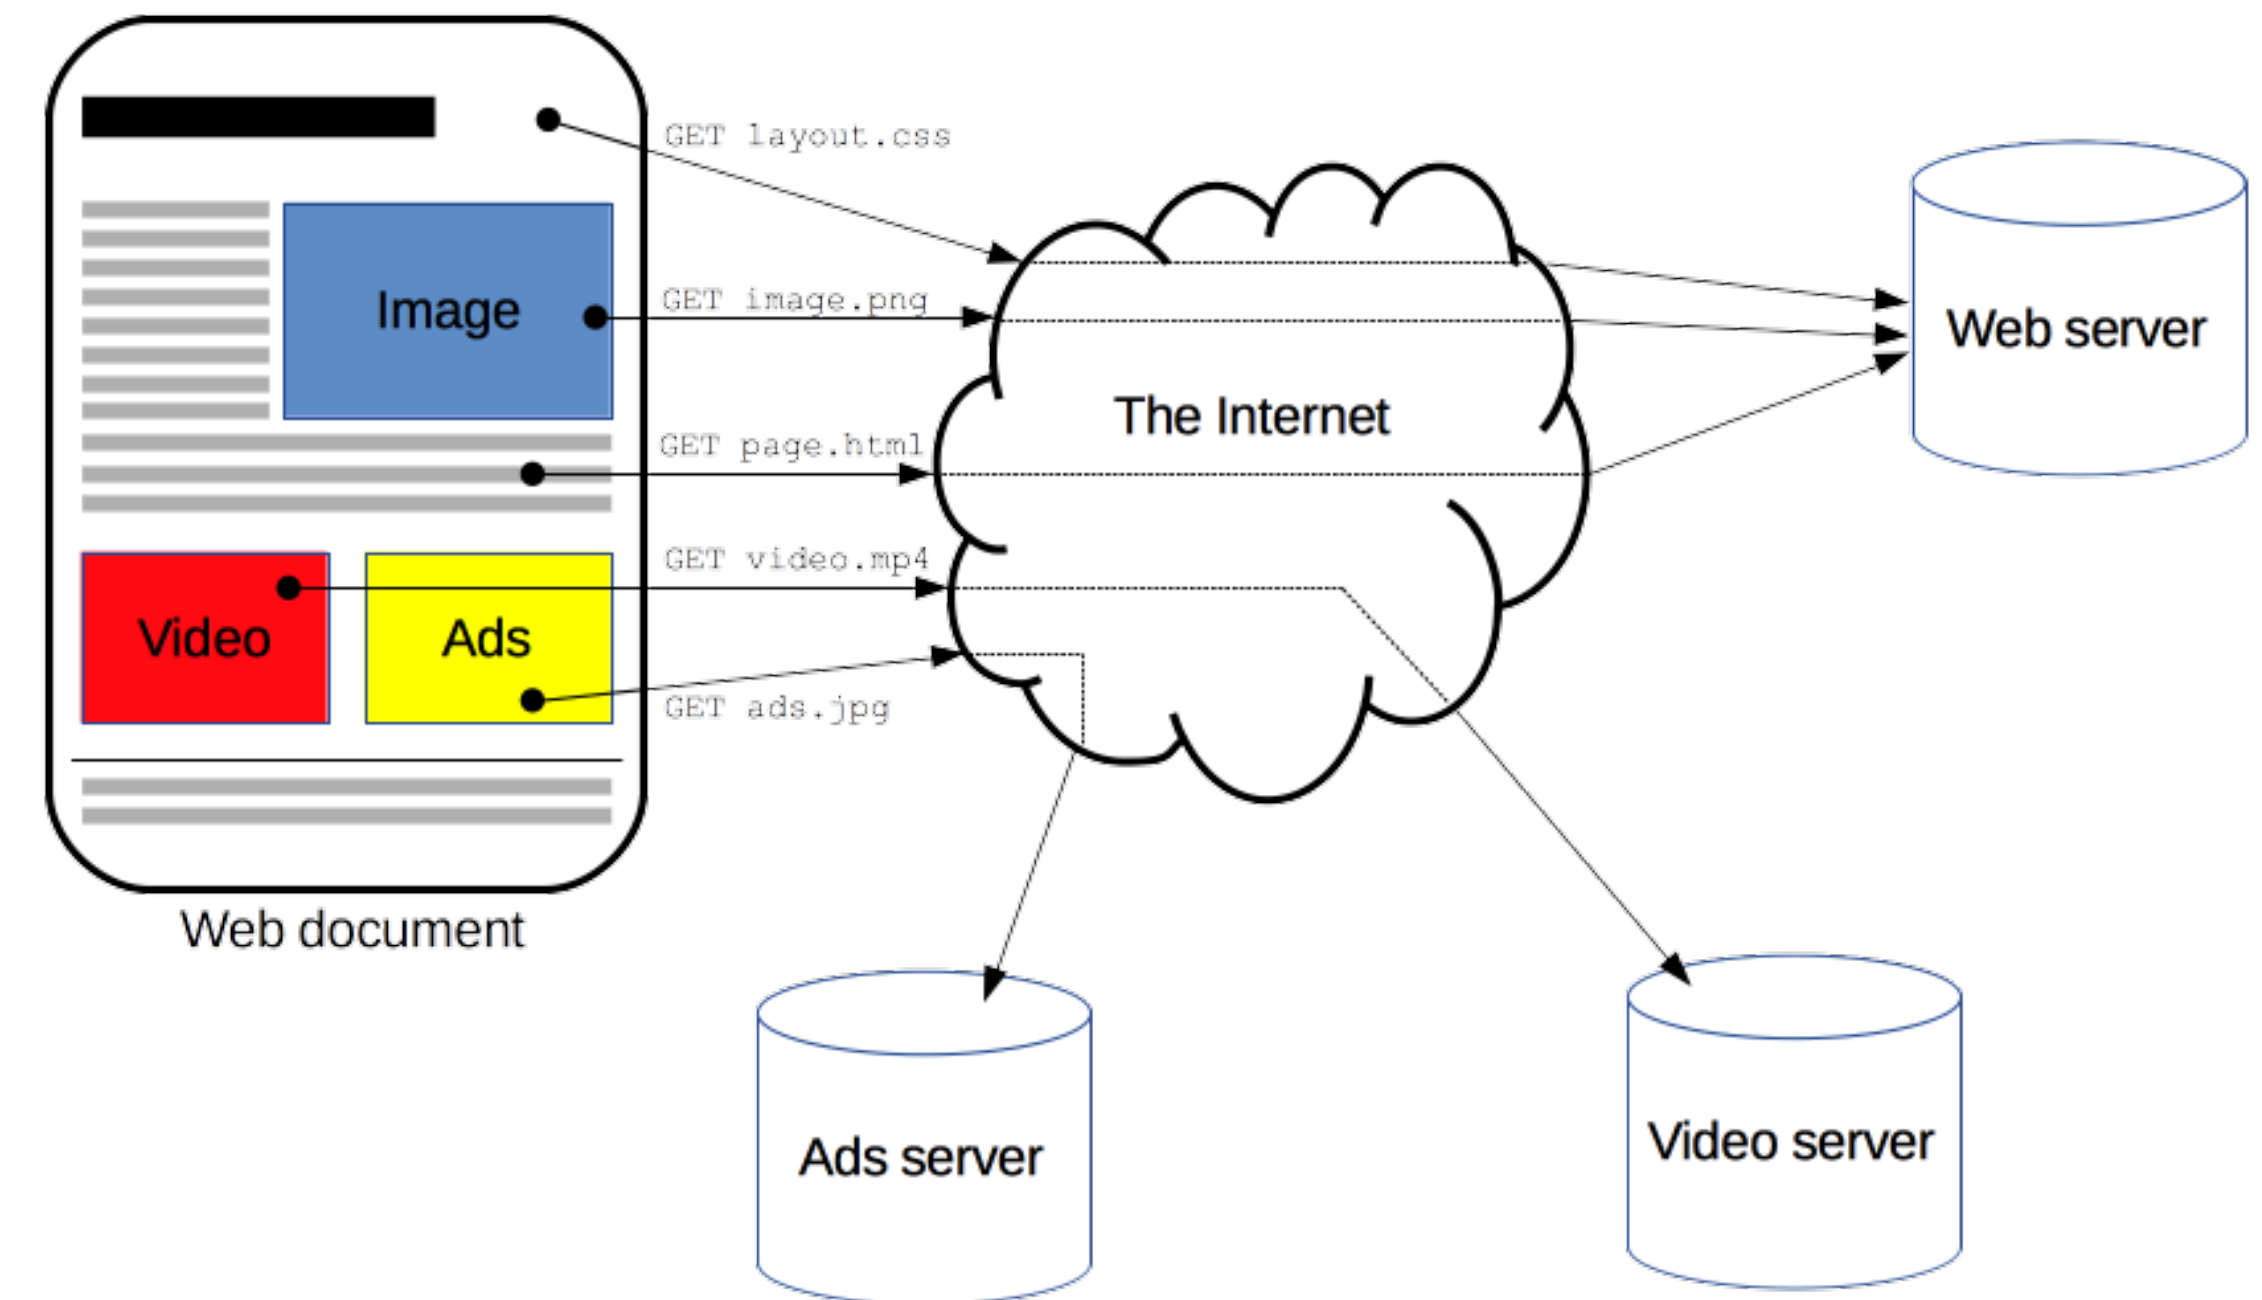 GET layout.css
Image
GET image.png
Web server
The Internet
GET page.html
GET video.mp4
Video
Ads
GET ads.jpg
Web document
Ads server
Video server